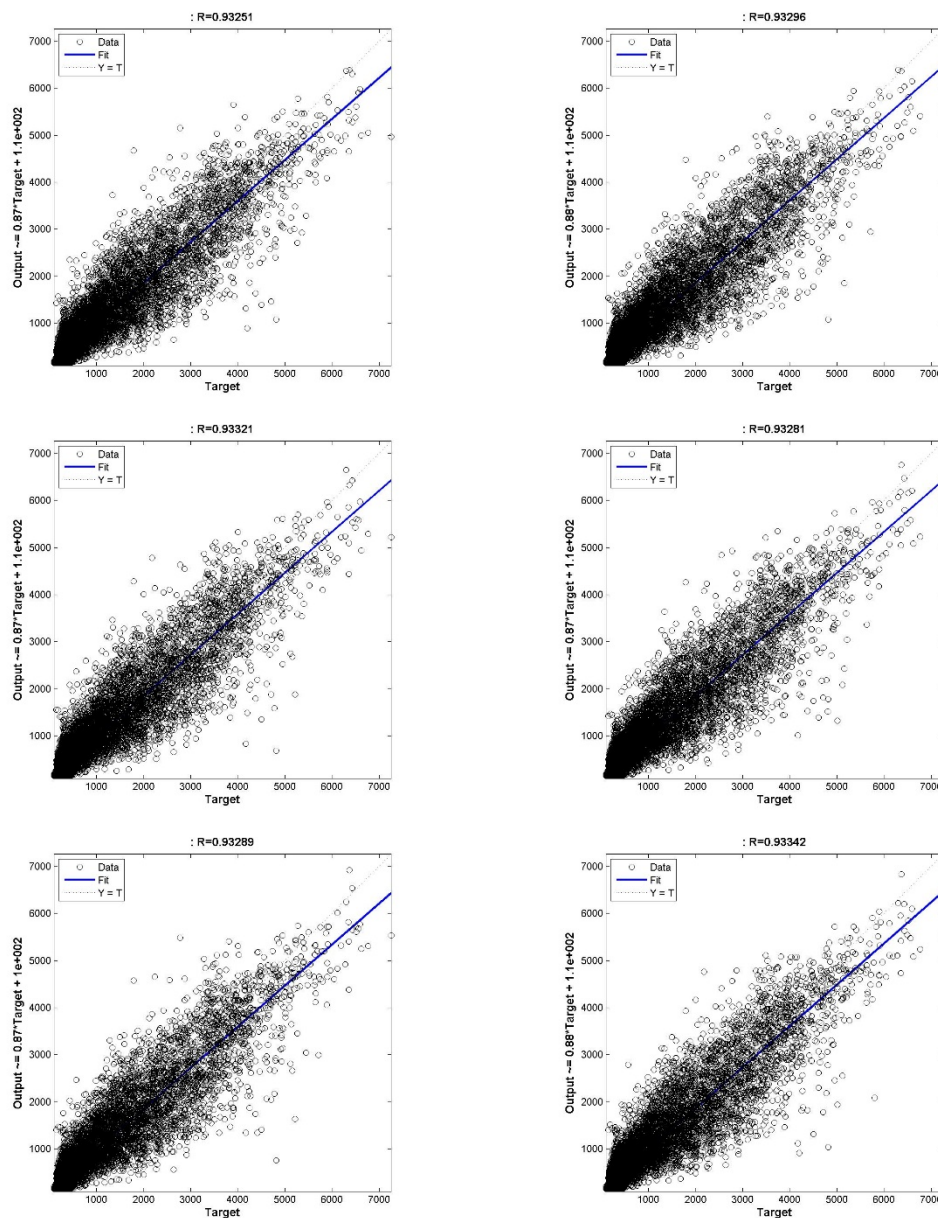 : R=0.93251
7000
6000
5000
4000
3000
2000
1000
Output ~= 0.87*Target + 1.1e+002
Data
Fit
Y = T
1000 2000 3000 4000 5000 6000 7000
Target
: R=0.93296
7000
6000
5000
4000
3000
2000
1000
Output ~= 0.88*Target + 1.1e+002
Data
Fit
Y = T
1000 2000 3000 4000 5000 6000 7000
Target
: R=0.93321
7000
6000
5000
4000
3000
2000
1000
Output ~= 0.87*Target + 1.1e+002
Data
Fit
Y = T
1000 2000 3000 4000 5000 6000 7000
Target
: R=0.93281
7000
6000
5000
4000
3000
2000
1000
Output ~= 0.87*Target + 1.1e+002
Data
Fit
Y = T
1000 2000 3000 4000 5000 6000 7000
Target
: R=0.93289
7000
6000
5000
4000
3000
2000
1000
Output ~= 0.87*Target + 1e+002
Data
Fit
Y = T
1000 2000 3000 4000 5000 6000 7000
Target
: R=0.93342
7000
6000
5000
4000
3000
2000
1000
Output ~= 0.88*Target + 1.1e+002
Data
Fit
Y = T
1000 2000 3000 4000 5000 6000 7000
Target